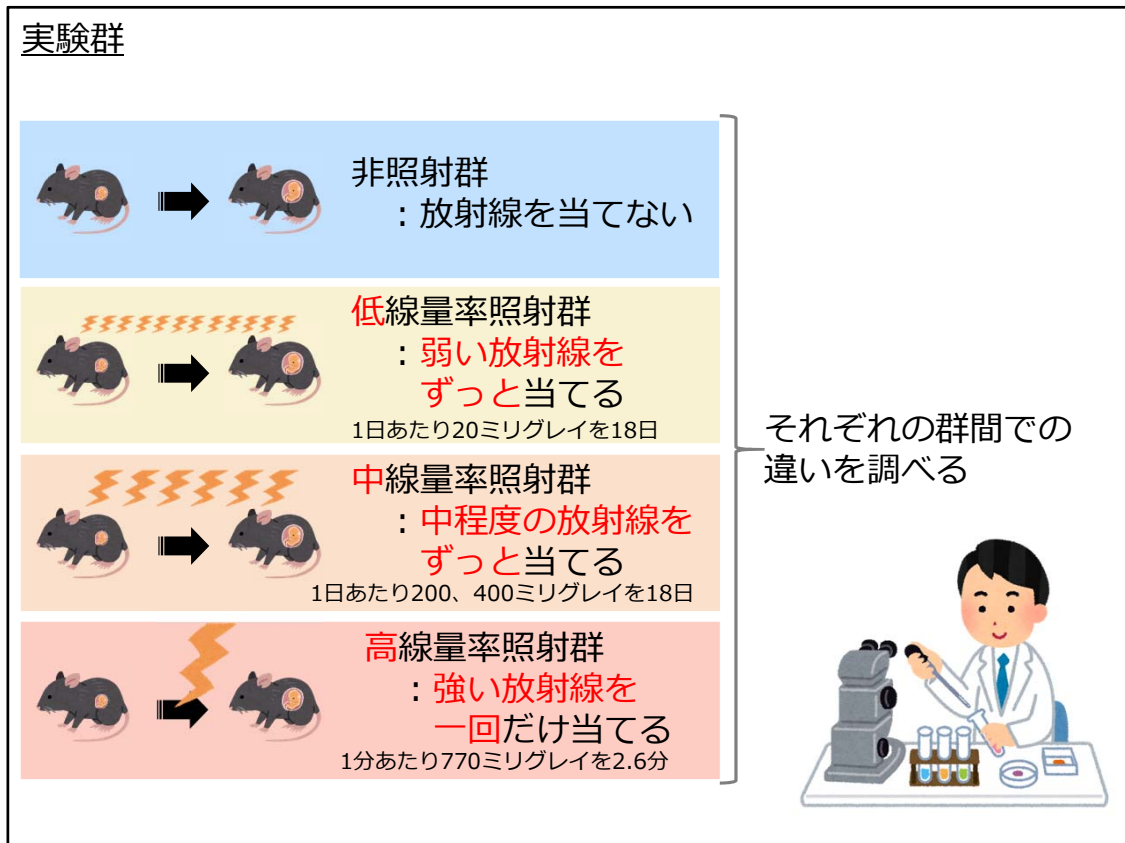 実験群
非照射群
：放射線を当てない
低線量率照射群
：弱い放射線を
ずっと当てる
1日あたり20ミリグレイを18日
中線量率照射群
：中程度の放射線を
ずっと当てる
1日あたり200、400ミリグレイを18日
高線量率照射群
：強い放射線を
一回だけ当てる
1分あたり770ミリグレイを2.6分
それぞれの群間での
違いを調べる